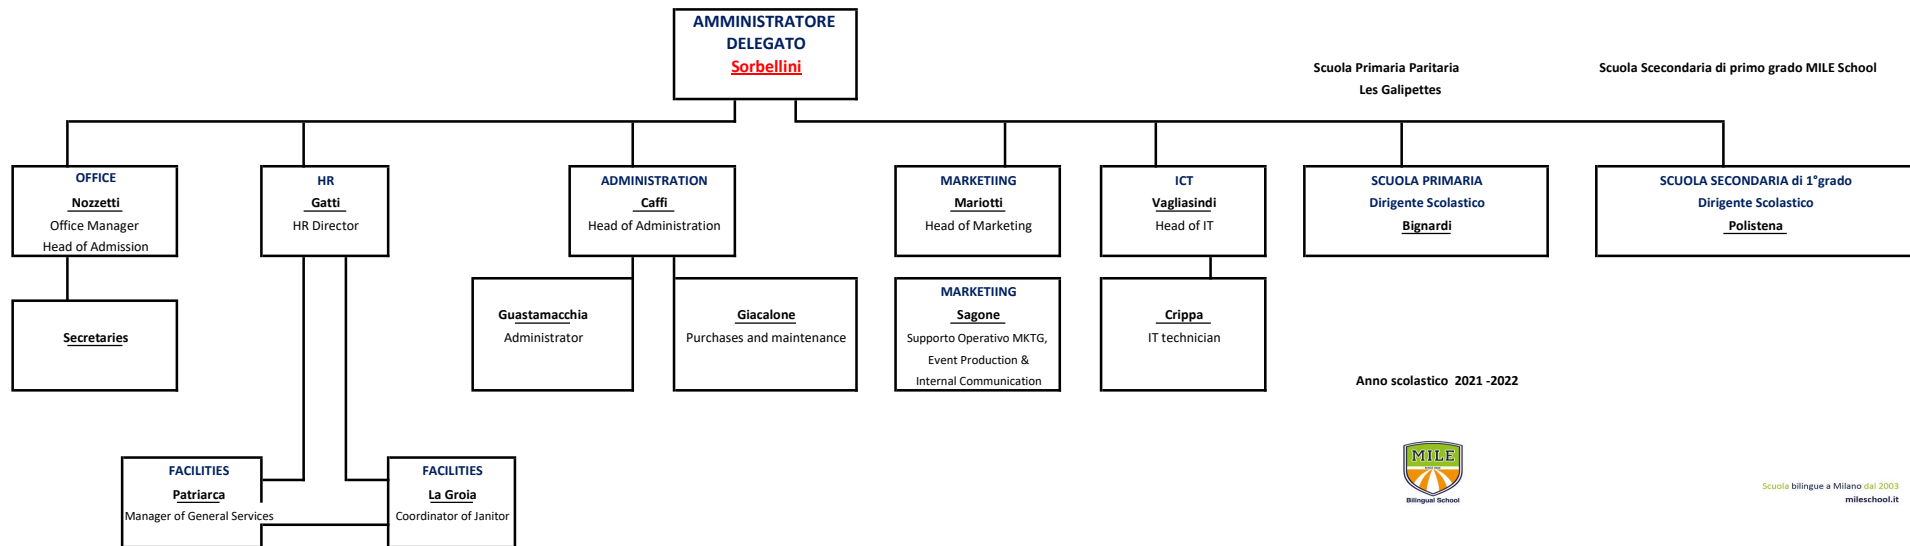 AMMINISTRATORE
DELEGATO
Sorbellini
Scuola Primaria Paritaria
Les Galipettes
Scuola Scecondaria di primo grado MILE School
OFFICE
Nozzetti
Office Manager
Head of Admission
HR
Gatti
HR Director
ADMINISTRATION
Caffi
Head of Administration
MARKETIING
Mariotti
Head of Marketing
ICT
Vagliasindi
Head of IT
SCUOLA PRIMARIA
Dirigente Scolastico
Bignardi
SCUOLA SECONDARIA di 1°grado
Dirigente Scolastico
Polistena
Secretaries
Guastamacchia
Administrator
Giacalone
Purchases and maintenance
MARKETIING
Sagone
Supporto Operativo MKTG,
Event Production &
Internal Communication
Crippa
IT technician
Anno scolastico 2021 -2022
FACILITIES
Patriarca
Manager of General Services
FACILITIES
La Groia
Coordinator of Janitor
MILE
Bilingual School
Scuola bilingue a Milano dal 2003
mileschool.it